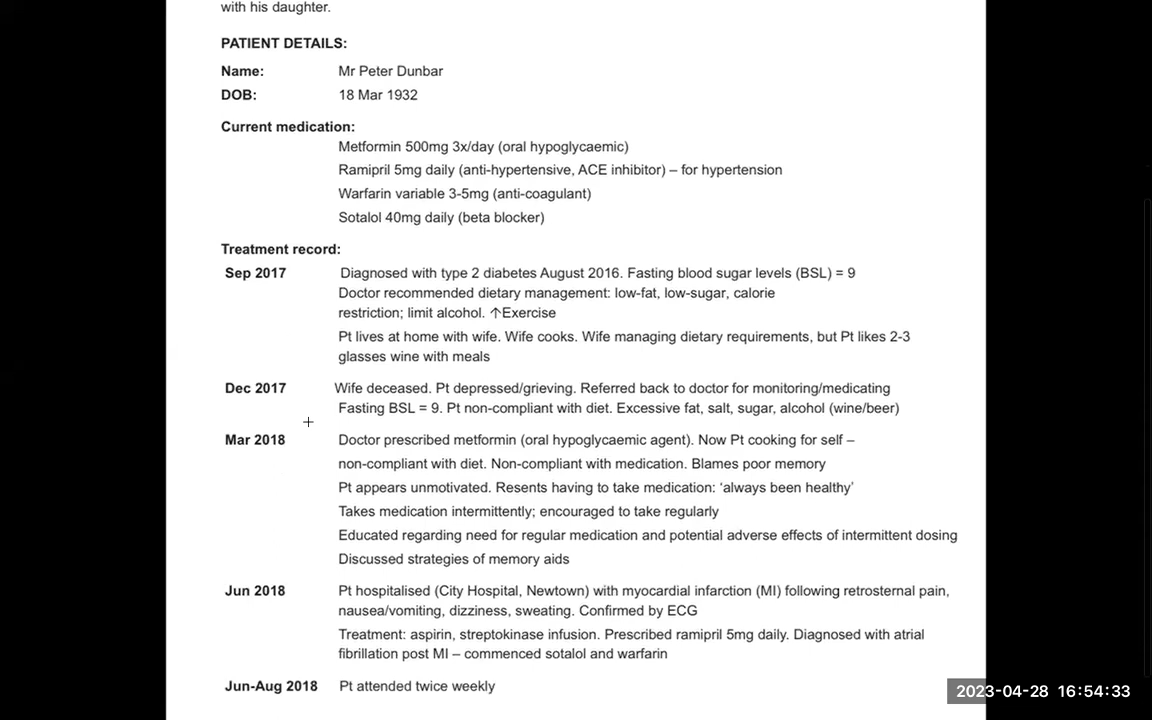 with his daughter.
PATIENT DETAILS:
Name: Mr Peter Dunbar
DOB: 18 Mar 1932
Current medication:
Metformin 500mg 3x/day (oral hypoglycaemic)
Ramipril 5mg daily (anti-hypertensive, ACE inhibitor) – for hypertension
Warfarin variable 3-5mg (anti-coagulant)
Sotalol 40mg daily (beta blocker)
Treatment record:
Sep 2017 Diagnosed with type 2 diabetes August 2016. Fasting blood sugar levels (BSL) = 9
Doctor recommended dietary management: low-fat, low-sugar, calorie
restriction; limit alcohol. ↑Exercise
Pt lives at home with wife. Wife cooks. Wife managing dietary requirements, but Pt likes 2-3
glasses wine with meals
Dec 2017 Wife deceased. Pt depressed/grieving. Referred back to doctor for monitoring/medicating
Fasting BSL = 9. Pt non-compliant with diet. Excessive fat, salt, sugar, alcohol (wine/beer)
Mar 2018 Doctor prescribed metformin (oral hypoglycaemic agent). Now Pt cooking for self –
non-compliant with diet. Non-compliant with medication. Blames poor memory
Pt appears unmotivated. Resents having to take medication: ‘always been healthy’
Takes medication intermittently; encouraged to take regularly
Educated regarding need for regular medication and potential adverse effects of intermittent dosing
Discussed strategies of memory aids
Jun 2018 Pt hospitalised (City Hospital, Newtown) with myocardial infarction (MI) following retrosternal pain,
nausea/vomiting, dizziness, sweating. Confirmed by ECG
Treatment: aspirin, streptokinase infusion. Prescribed ramipril 5mg daily. Diagnosed with atrial
fibrillation post MI – commenced sotalol and warfarin
Jun-Aug 2018 Pt attended twice weekly
2023-04-28 16:54:33